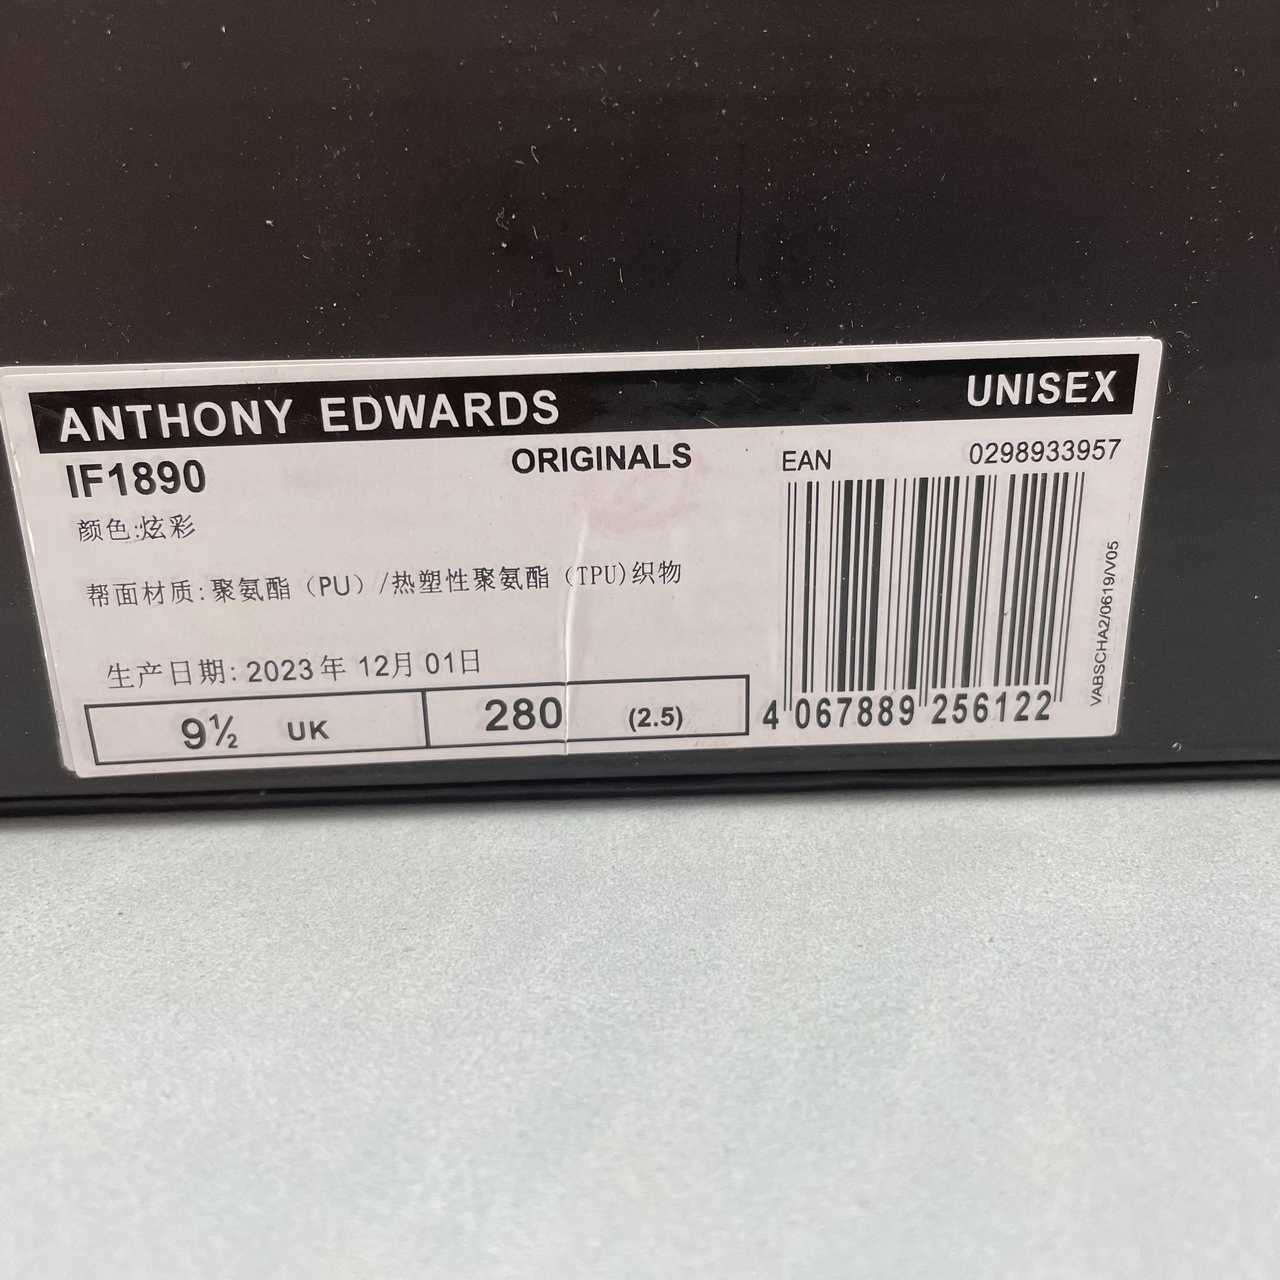 ANTHONY EDWARDS UNISEX
IF1890 ORIGINALS EAN 0298933957
颜色:炫彩
帮面材质:聚氨酯（PU）/热塑性聚氨酯（TPU)织物
生产日期: 2023年 12月 01日
9½ UK 280 (2.5)
4 067889 256122
VABSCHA2/0619/V05